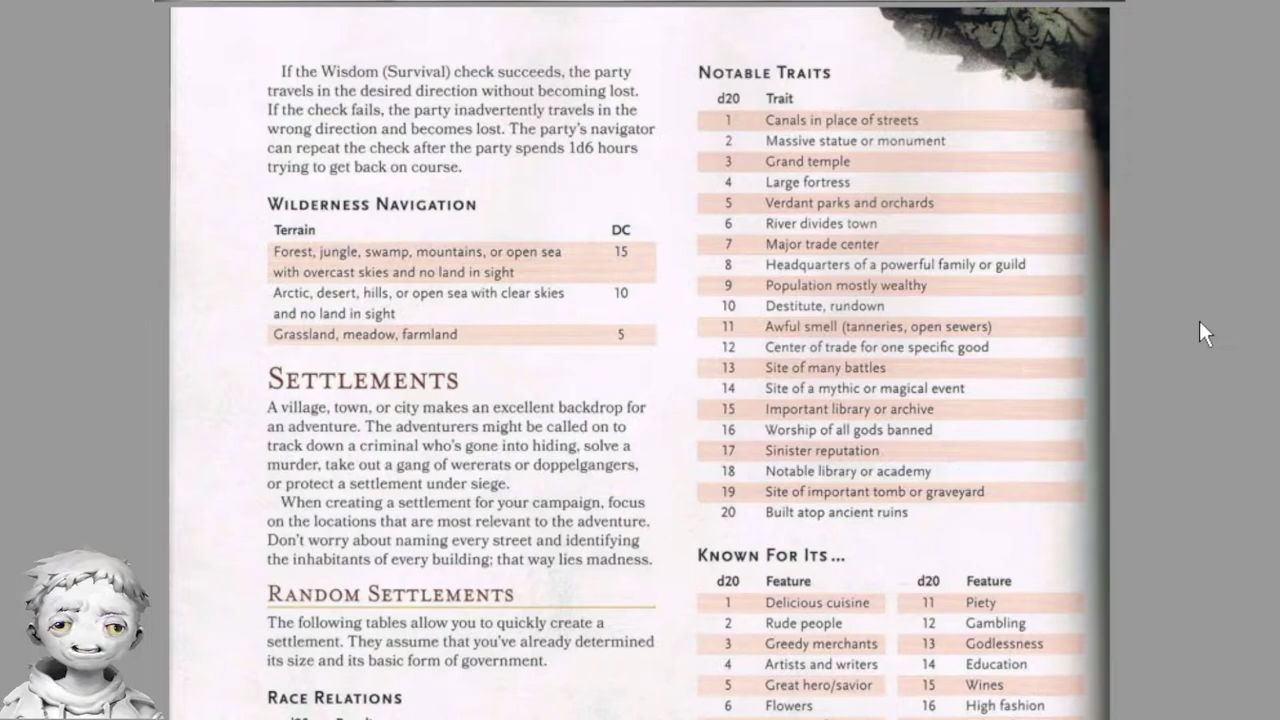 If the Wisdom (Survival) check succeeds, the party
travels in the desired direction without becoming lost.
If the check fails, the party inadvertently travels in the
wrong direction and becomes lost. The party's navigator
can repeat the check after the party spends 1d6 hours
trying to get back on course.
WILDERNESS NAVIGATION
Terrain DC
Forest, jungle, swamp, mountains, or open sea 15
with overcast skies and no land in sight
Arctic, desert, hills, or open sea with clear skies 10
and no land in sight
Grassland, meadow, farmland 5
SETTLEMENTS
A village, town, or city makes an excellent backdrop for
an adventure. The adventurers might be called on to
track down a criminal who's gone into hiding, solve a
murder, take out a gang of wererats or doppelgangers,
or protect a settlement under siege.
When creating a settlement for your campaign, focus
on the locations that are most relevant to the adventure.
Don't worry about naming every street and identifying
the inhabitants of every building; that way lies madness.
RANDOM SETTLEMENTS
The following tables allow you to quickly create a
settlement. They assume that you've already determined
its size and its basic form of government.
RACE RELATIONS
NOTABLE TRAITS
d20 Trait
1 Canals in place of streets
2 Massive statue or monument
3 Grand temple
4 Large fortress
5 Verdant parks and orchards
6 River divides town
7 Major trade center
8 Headquarters of a powerful family or guild
9 Population mostly wealthy
10 Destitute, rundown
11 Awful smell (tanneries, open sewers)
12 Center of trade for one specific good
13 Site of many battles
14 Site of a mythic or magical event
15 Important library or archive
16 Worship of all gods banned
17 Sinister reputation
18 Notable library or academy
19 Site of important tomb or graveyard
20 Built atop ancient ruins
KNOWN FOR ITS...
d20 Feature d20 Feature
1 Delicious cuisine 11 Piety
2 Rude people 12 Gambling
3 Greedy merchants 13 Godlessness
4 Artists and writers 14 Education
5 Great hero/savior 15 Wines
6 Flowers 16 High fashion